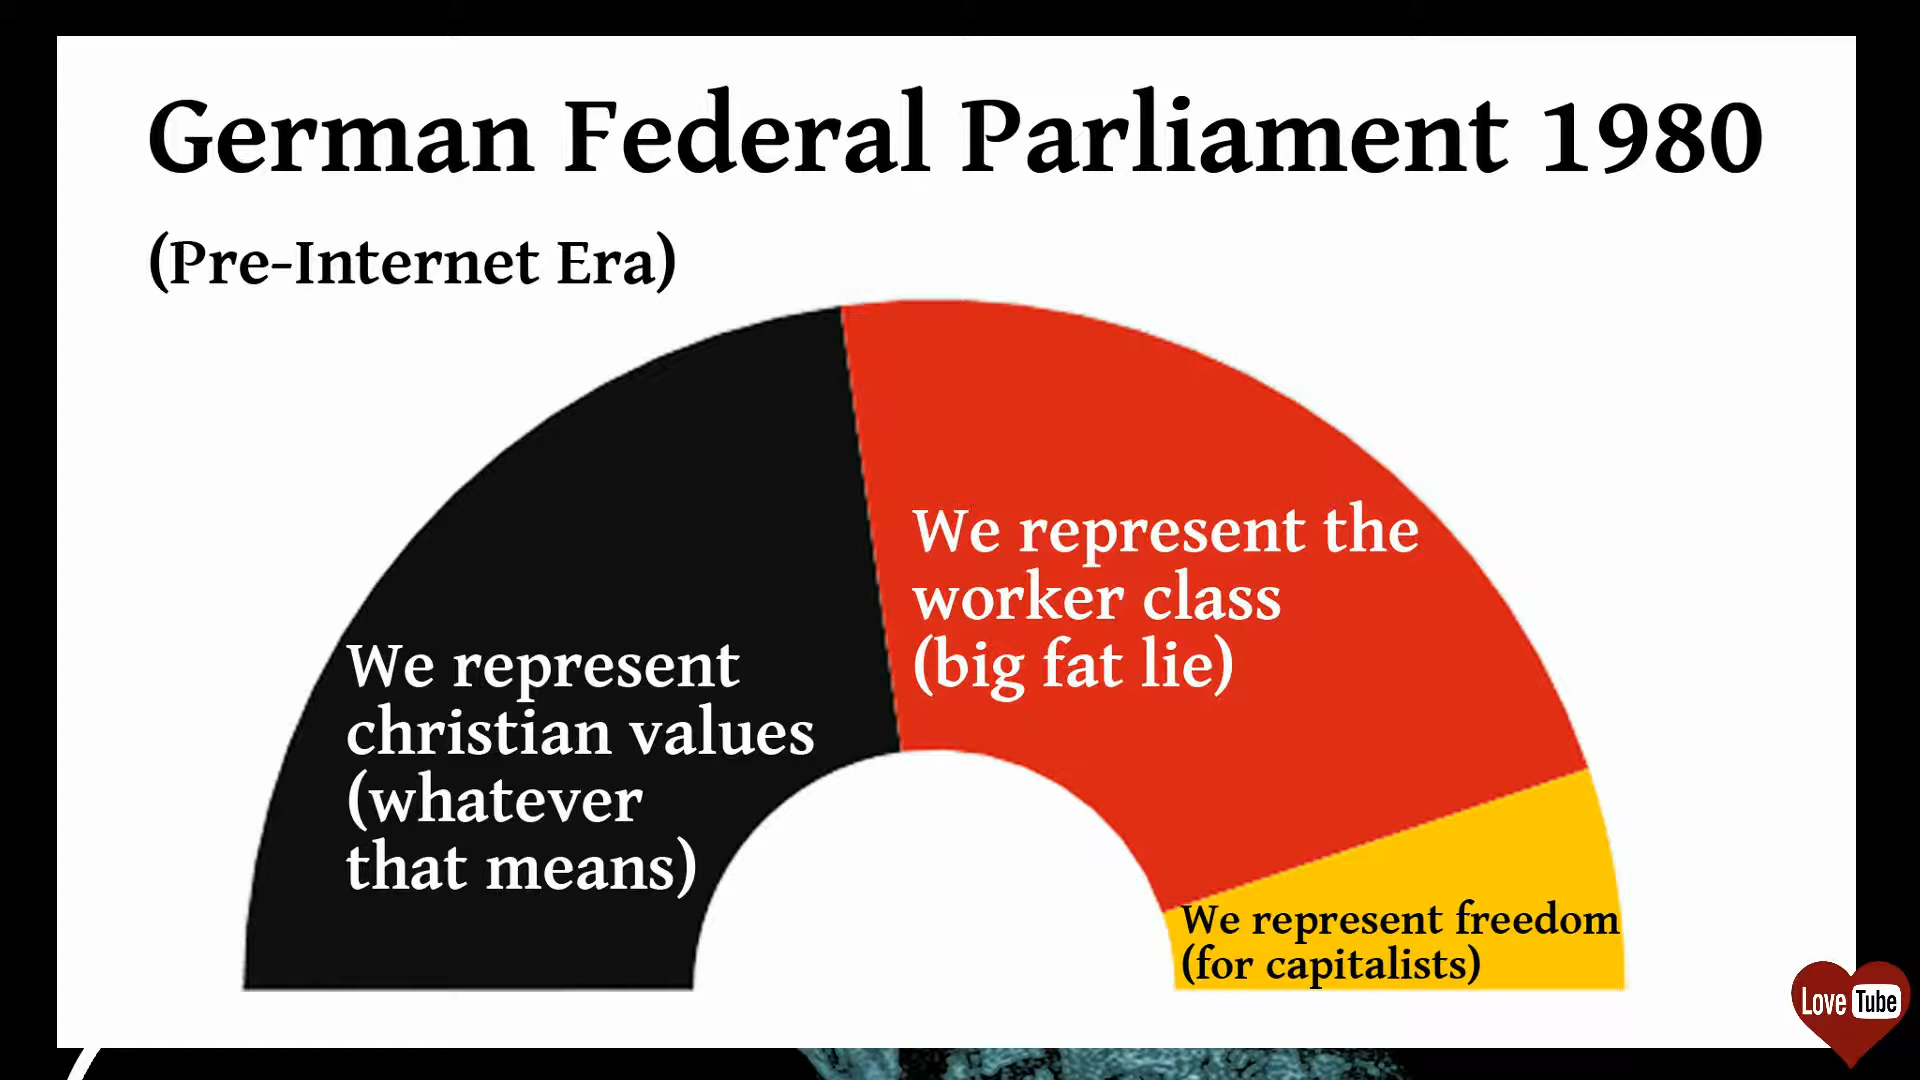 German Federal Parliament 1980
(Pre-Internet Era)
We represent the
worker class
(big fat lie)
We represent
christian values
(whatever
that means)
We represent freedom
(for capitalists)
Love Tube